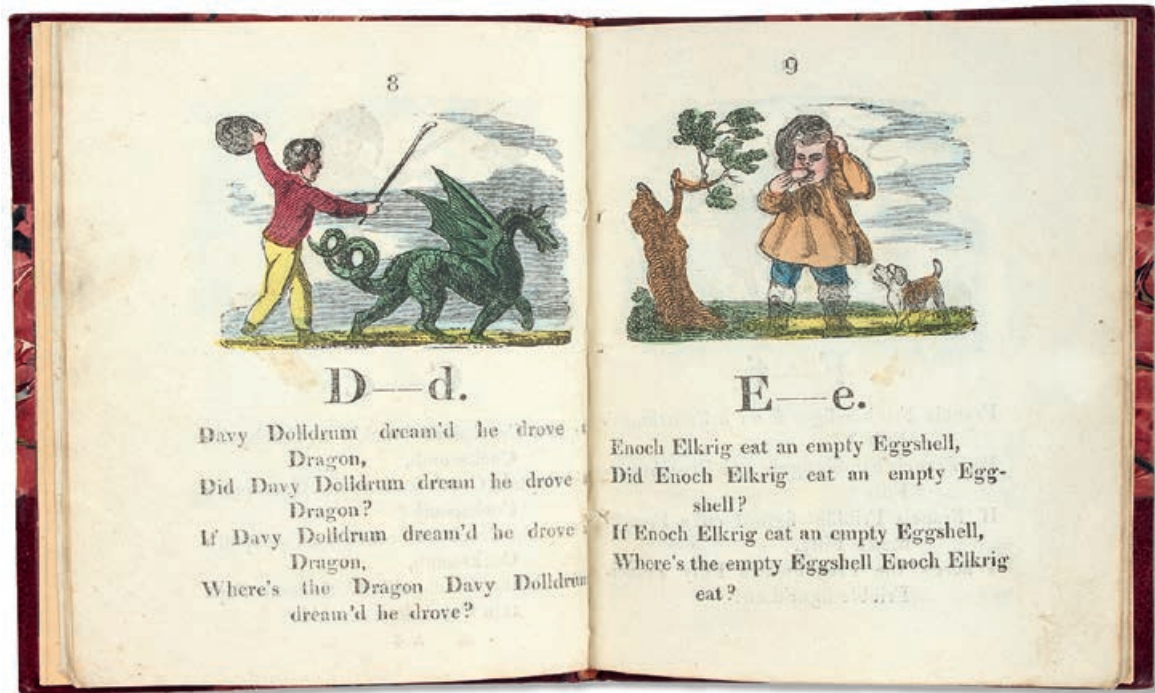 8
D—d.
Davy Dolldrum dream'd he drove
Dragon,
Did Davy Dolldrum dream he drove
Dragon?
If Davy Dolldrum dream'd he drove
Dragon,
Where's the Dragon Davy Dolldrum
dream'd he drove?
9
E—e.
Enoch Elkrig eat an empty Eggshell,
Did Enoch Elkrig eat an empty Egg-
shell?
If Enoch Elkrig eat an empty Eggshell,
Where's the empty Eggshell Enoch Elkrig
eat?